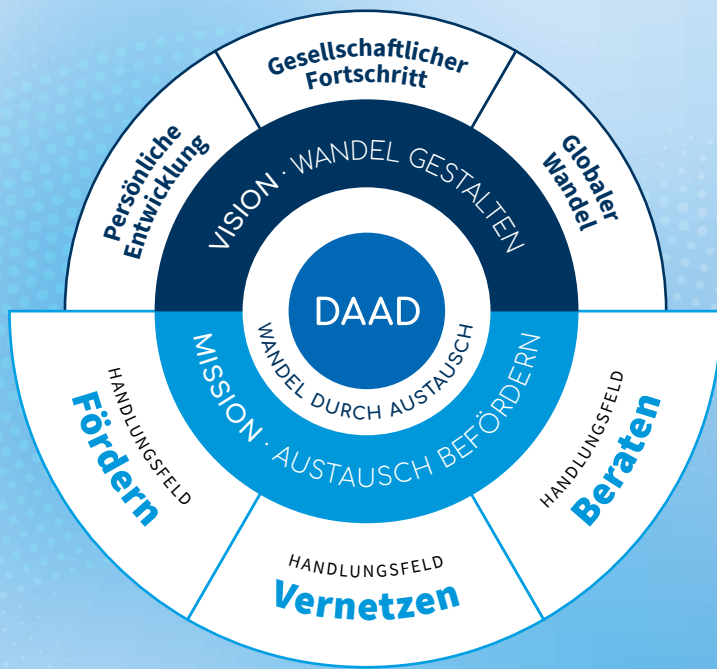 Gesellschaftlicher
Fortschritt
Persönliche
Entwicklung
Globaler
Wandel
VISION · WANDEL GESTALTEN
DAAD
WANDEL DURCH AUSTAUSCH
MISSION · AUSTAUSCH BEFÖRDERN
HANDLUNGSFELD
Fördern
HANDLUNGSFELD
Vernetzen
HANDLUNGSFELD
Beraten